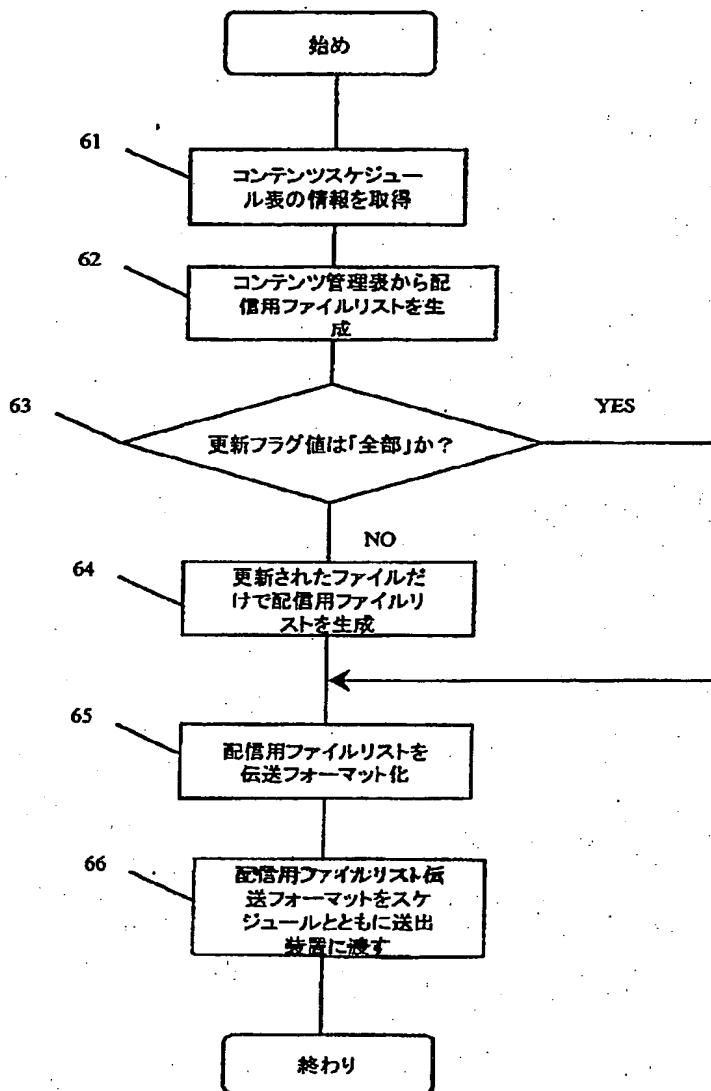 始め
61
コンテンツスケジュー
ル表の情報を取得
62
コンテンツ管理表から配
信用ファイルリストを生
成
63
更新フラグ値は「全部」か？
YES
NO
64
更新されたファイルだ
けで配信用ファイルリ
ストを生成
65
配信用ファイルリストを
伝送フォーマット化
66
配信用ファイルリスト伝
送フォーマットをスケ
ジュールとともに送出
装置に渡す
終わり